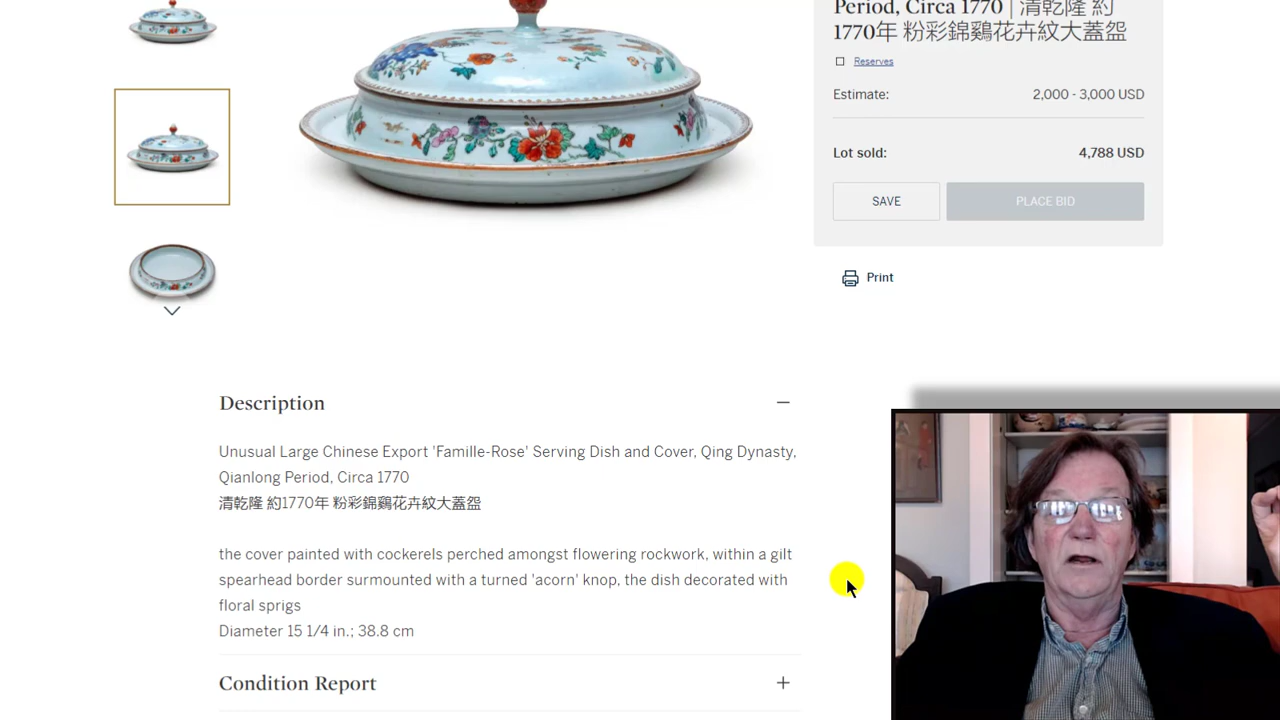 Period, Circa 1770 | 清乾隆 約
1770年 粉彩錦鷄花卉紋大蓋盌
Reserves
Estimate: 2,000 - 3,000 USD
Lot sold: 4,788 USD
SAVE PLACE BID
Print
Description
Unusual Large Chinese Export 'Famille-Rose' Serving Dish and Cover, Qing Dynasty,
Qianlong Period, Circa 1770
清乾隆 約1770年 粉彩錦鷄花卉紋大蓋盌
the cover painted with cockerels perched amongst flowering rockwork, within a gilt
spearhead border surmounted with a turned 'acorn' knop, the dish decorated with
floral sprigs
Diameter 15 1/4 in.; 38.8 cm
Condition Report